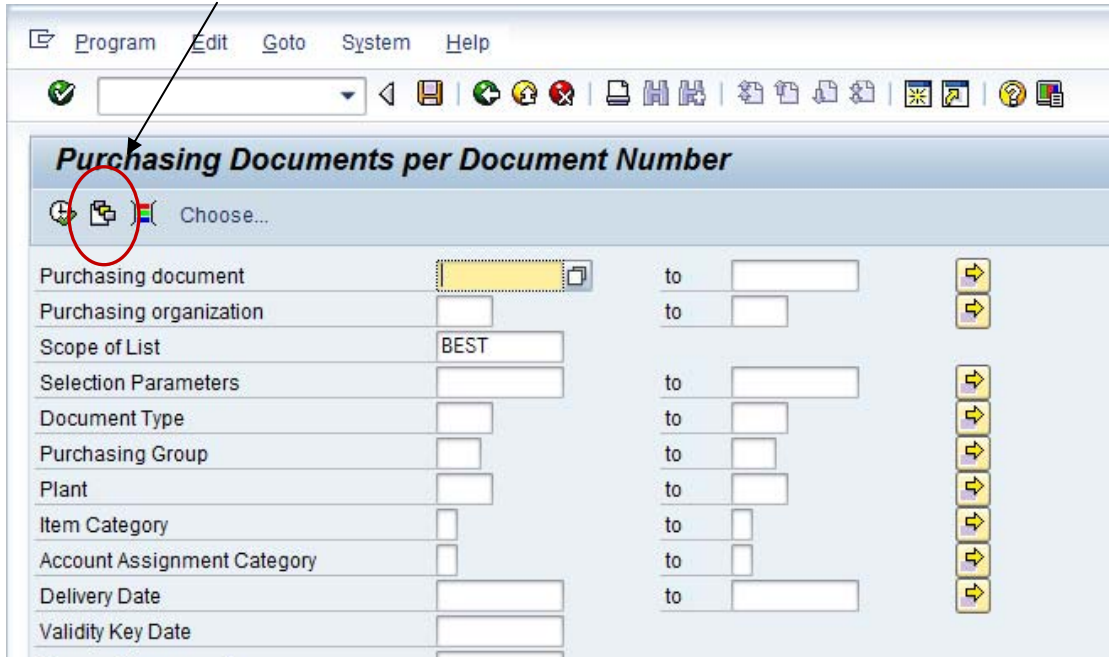 Program Edit Goto System Help
Purchasing Documents per Document Number
Choose...
Purchasing document to
Purchasing organization to
Scope of List BEST
Selection Parameters to
Document Type to
Purchasing Group to
Plant to
Item Category to
Account Assignment Category to
Delivery Date to
Validity Key Date